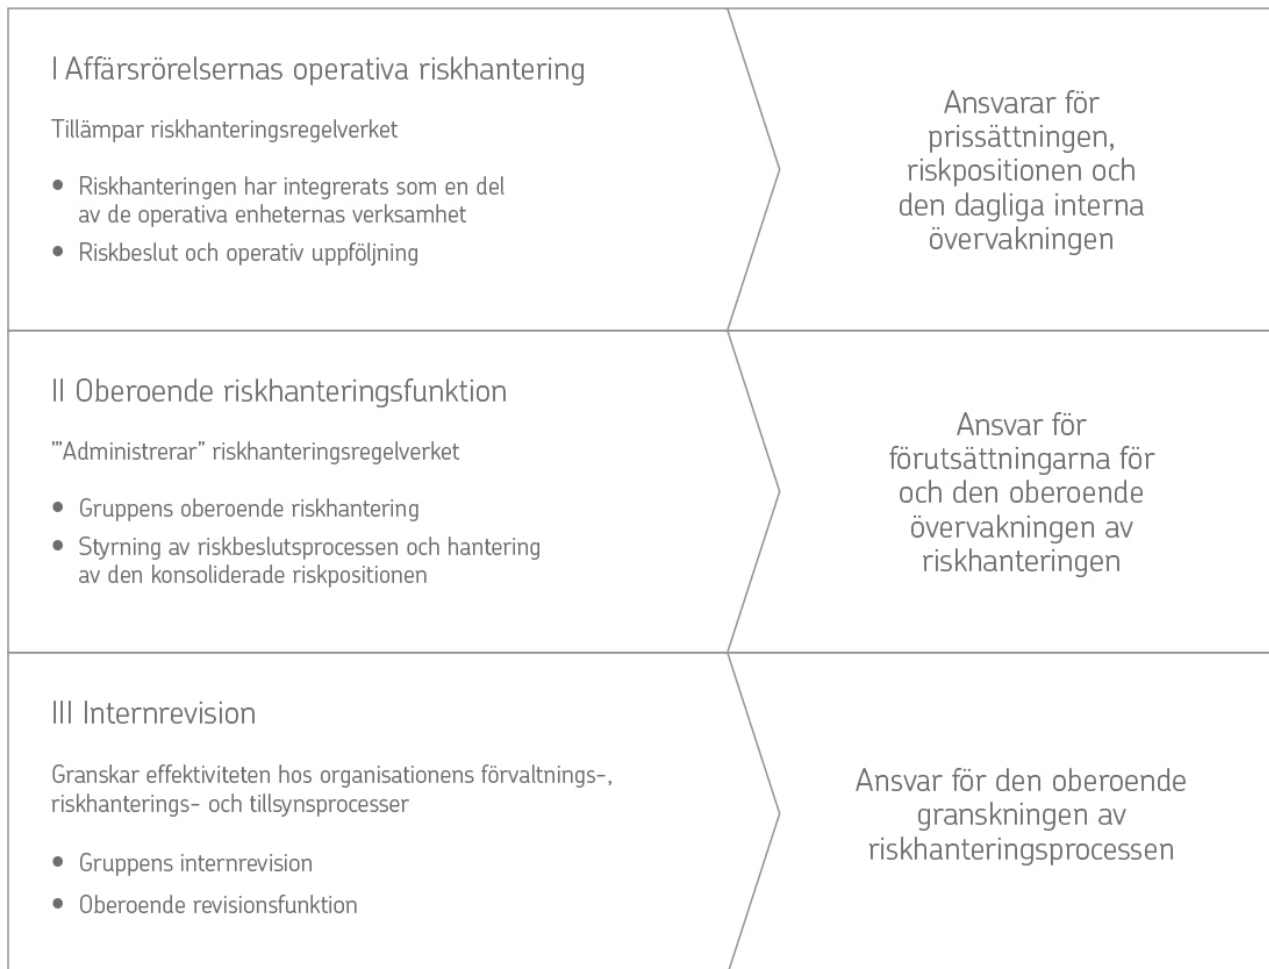 I Affärsrörelsernas operativa riskhantering
Tillämpar riskhanteringsregelverket
• Riskhanteringen har integrerats som en del
av de operativa enheternas verksamhet
• Riskbeslut och operativ uppföljning
Ansvarar för
prissättningen,
riskpositionen och
den dagliga interna
övervakningen
II Oberoende riskhanteringsfunktion
”"Administrerar” riskhanteringsregelverket
• Gruppens oberoende riskhantering
• Styrning av riskbeslutsprocessen och hantering
av den konsoliderade riskpositionen
Ansvar för
förutsättningarna för
och den oberoende
övervakningen av
riskhanteringen
III Internrevision
Granskar effektiviteten hos organisationens förvaltnings-,
riskhanterings- och tillsynsprocesser
• Gruppens internrevision
• Oberoende revisionsfunktion
Ansvar för den oberoende
granskningen av
riskhanteringsprocessen